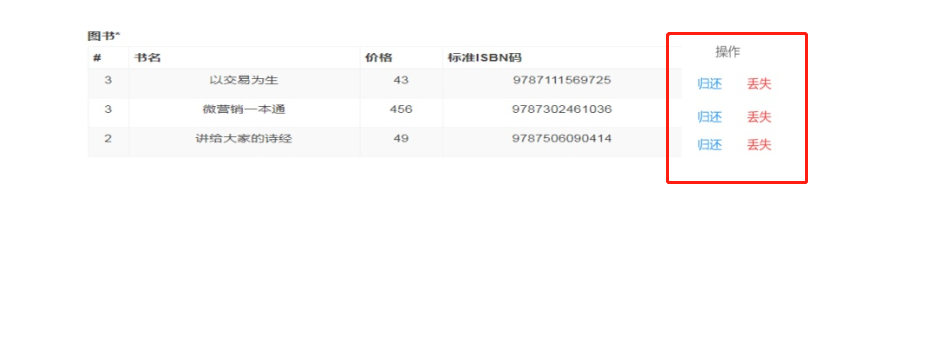 图书*
# 书名 价格 标准ISBN码 操作
3 以交易为生 43 9787111569725 归还 丢失
3 微营销一本通 456 9787302461036 归还 丢失
2 讲给大家的诗经 49 9787506090414 归还 丢失